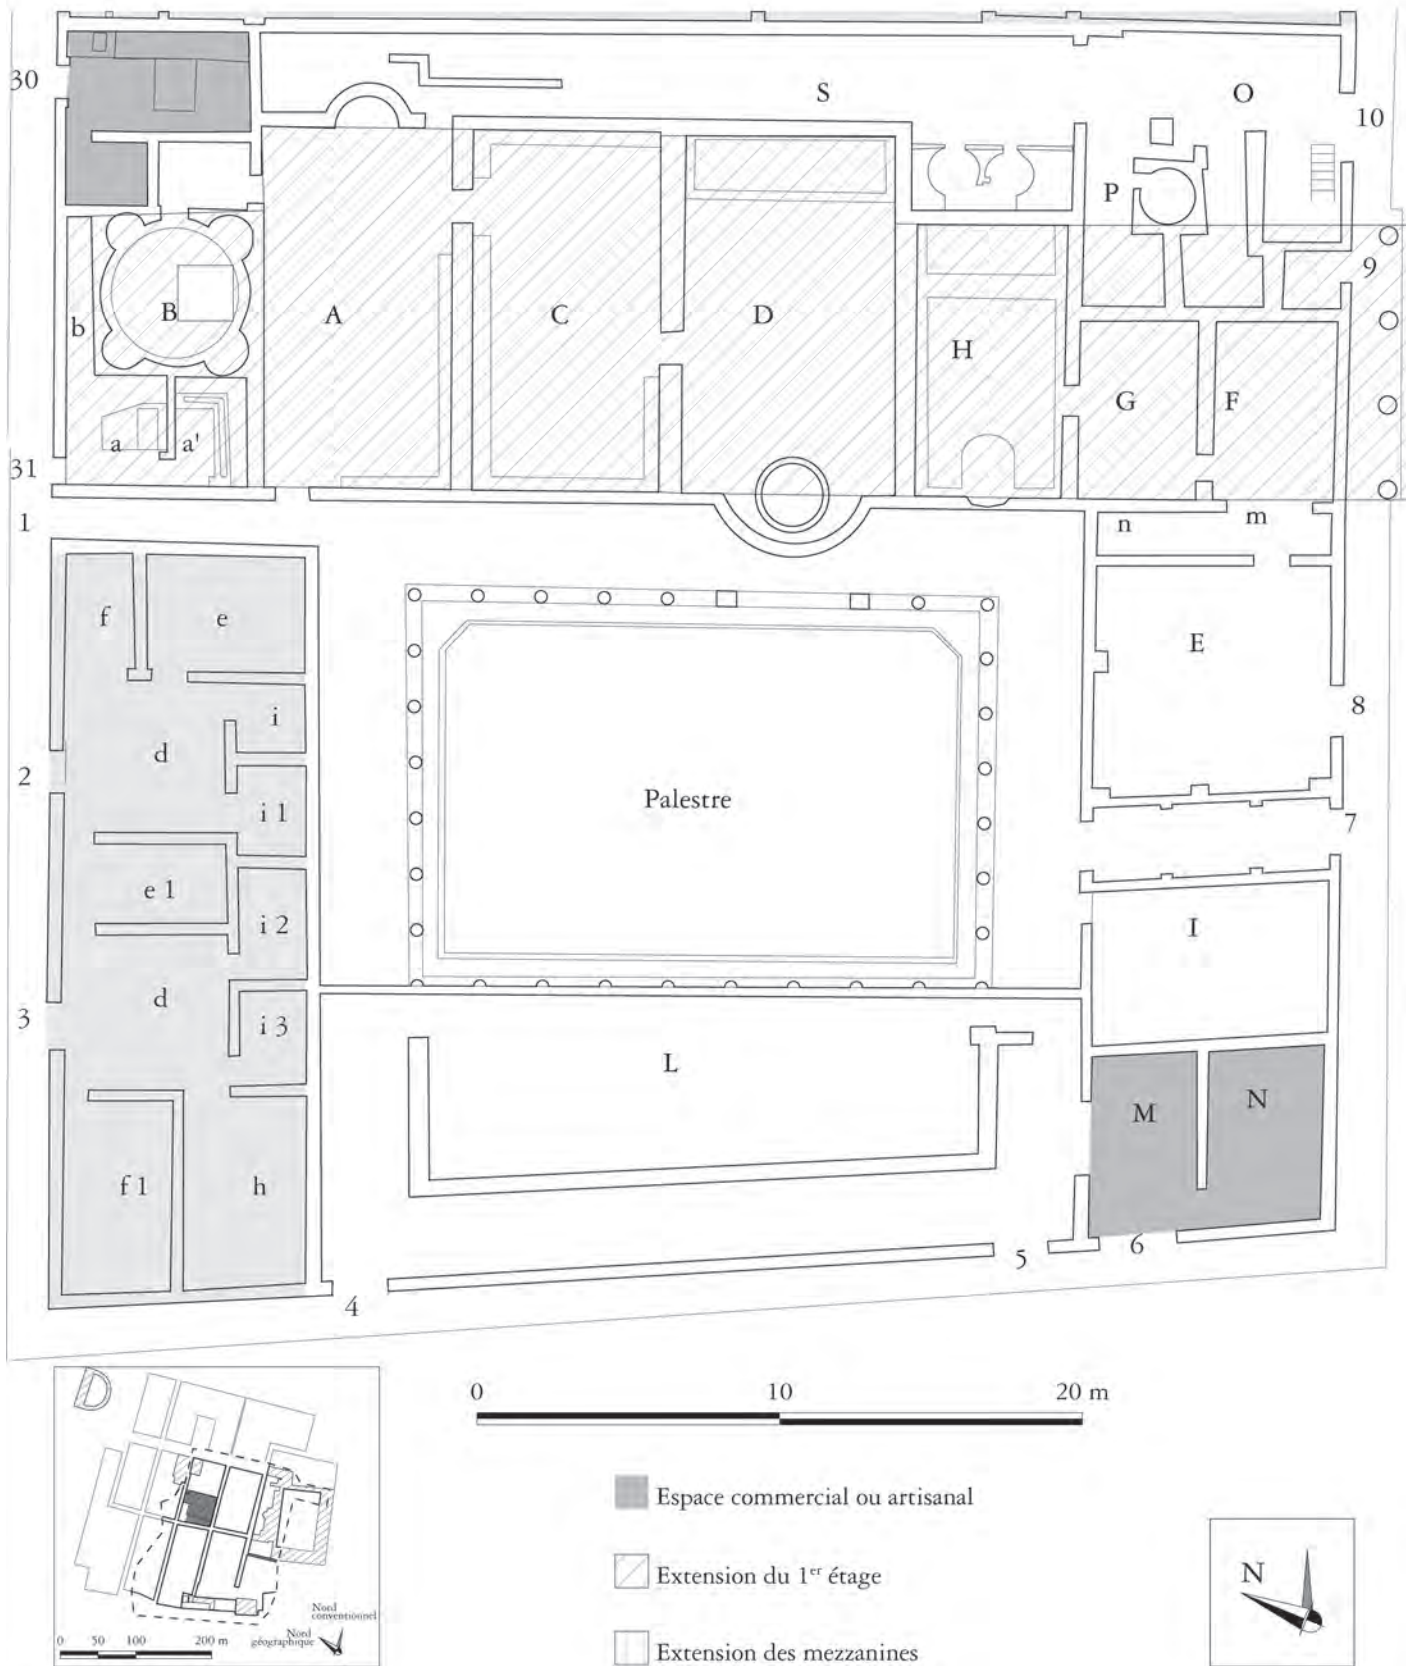 30
S
O
10
P
9
b
B
A
C
D
H
G
F
a
a'
31
1
n
m
f
e
E
i
8
d
2
Palestre
i 1
7
e 1
i 2
I
d
3
i 3
L
M
N
f 1
h
5
6
4
0
10
20 m
Espace commercial ou artisanal
Extension du 1er étage
Extension des mezzanines
Nord
conventionnel
Nord
géographique
0
50
100
200 m
N